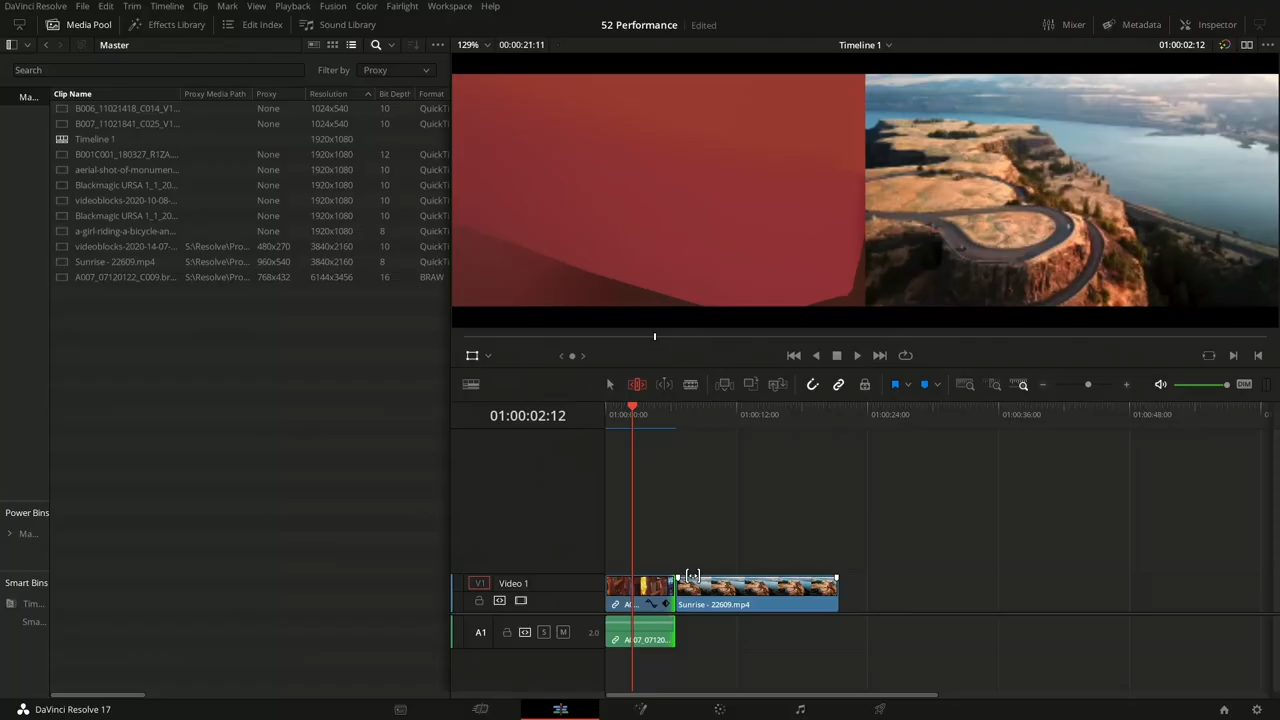 DaVinci Resolve File Edit Trim Timeline Clip Mark View Playback Fusion Color Fairlight Workspace Help
Media Pool Effects Library Edit Index Sound Library 52 Performance Edited Mixer Metadata Inspector
Master 129% 00:00:21:11 Timeline 1 01:00:02:12
Search Filter by Proxy
Ma... Clip Name Proxy Media Path Proxy Resolution Bit Depth Format
B006_11021418_C014_V1... None 1024x540 10 QuickTi
B007_11021841_C025_V1... None 1024x540 10 QuickTi
Timeline 1 None 1920x1080
B001C001_180327_R1ZA.... None 1920x1080 12 QuickTi
aerial-shot-of-monumen... None 1920x1080 QuickTi
Blackmagic URSA 1_1_20... None 1920x1080 QuickTi
videoblocks-2020-10-08-... None 1920x1080 QuickTi
Blackmagic URSA 1_1_20... None 1920x1080 QuickTi
a-girl-riding-a-bicycle-an... None 1920x1080 8 QuickTi
videoblocks-2020-14-07-... S:\Resolve\Pro... 480x270 3840x2160 10 QuickTi
Sunrise - 22609.mp4 S:\Resolve\Pro... 960x540 3840x2160 8 QuickTi
A007_07120122_C009.br... S:\Resolve\Pro... 768x432 6144x3456 16 BRAW
DIM
01:00:02:12 01:00:00:00 01:00:12:00 01:00:24:00 01:00:36:00 01:00:48:00
Power Bins
Ma...
Smart Bins
Tim...
Sma...
V1 Video 1
A0... Sunrise - 22609.mp4
A1 S M 2.0 A007_07120...
DaVinci Resolve 17